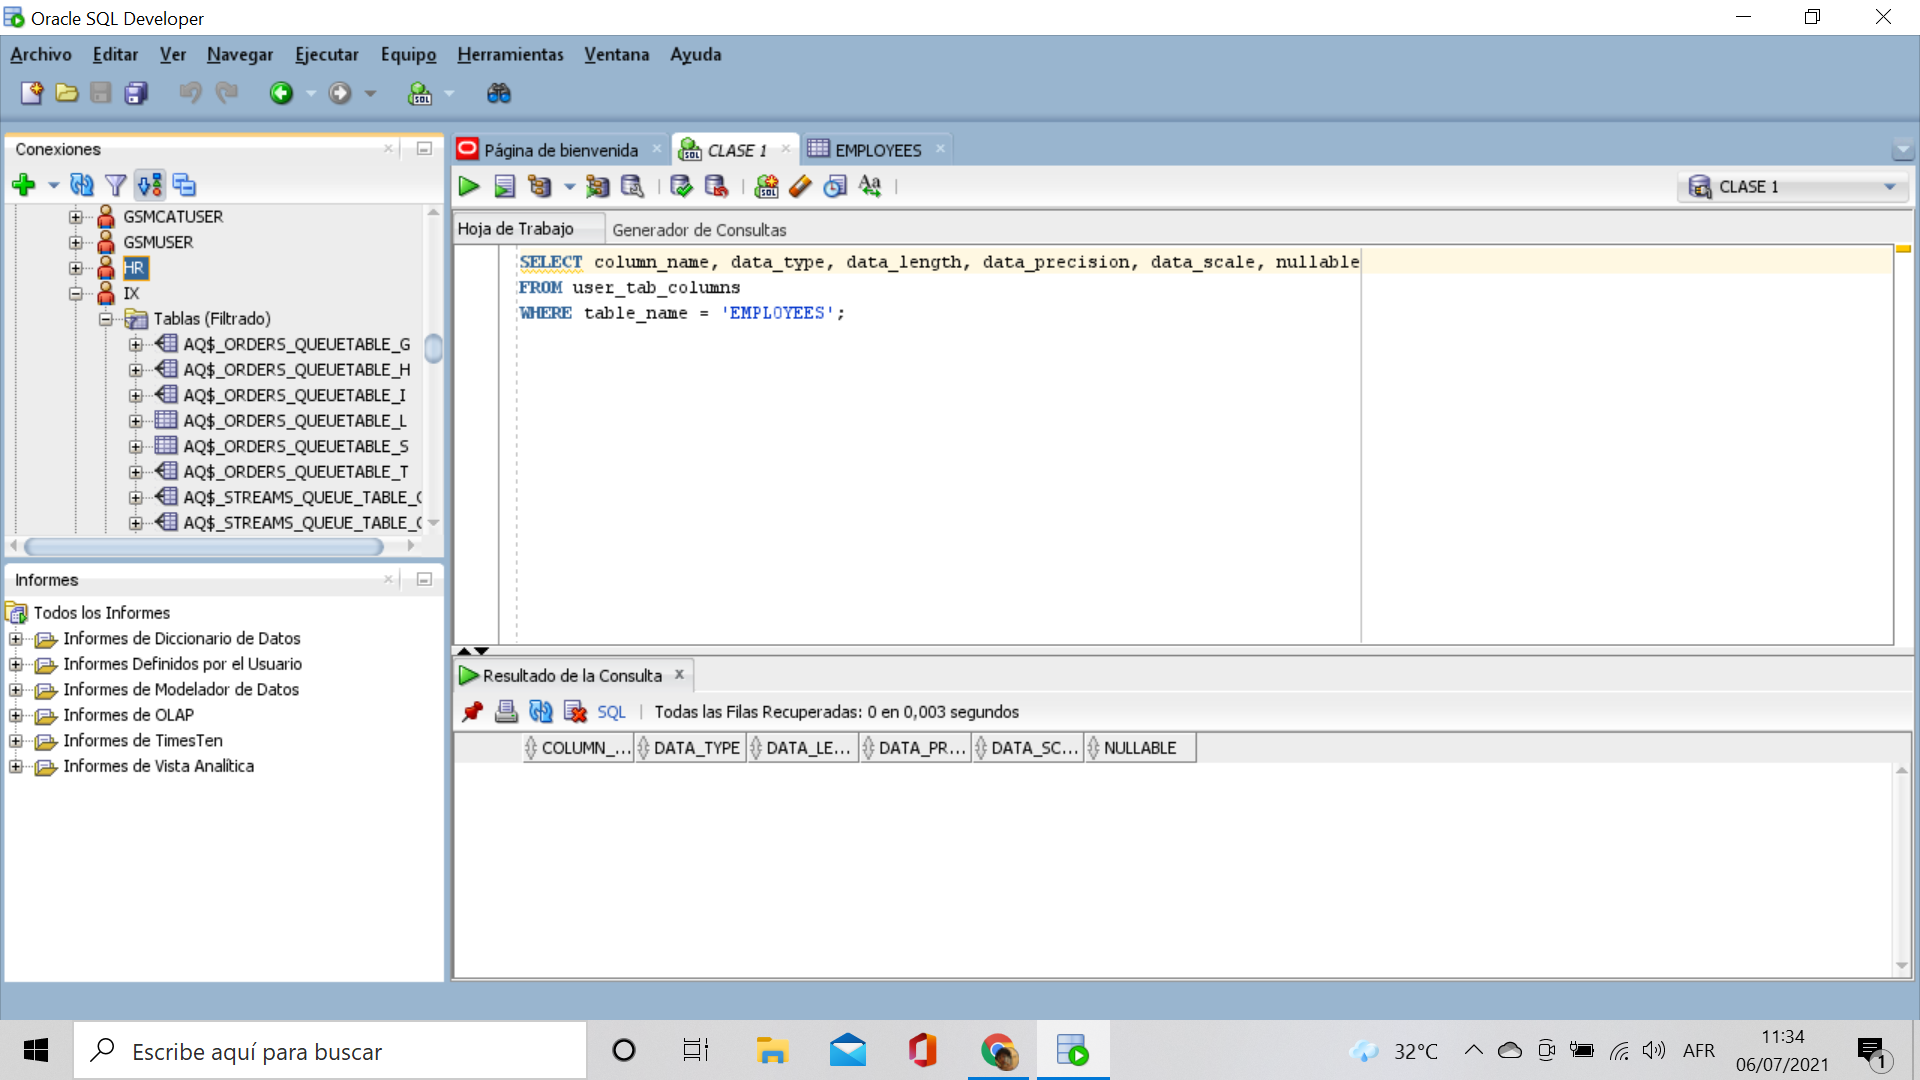 Oracle SQL Developer
Archivo Editar Ver Navegar Ejecutar Equipo Herramientas Ventana Ayuda
Conexiones
GSMCATUSER
GSMUSER
HR
IX
Tablas (Filtrado)
AQ$_ORDERS_QUEUETABLE_G
AQ$_ORDERS_QUEUETABLE_H
AQ$_ORDERS_QUEUETABLE_I
AQ$_ORDERS_QUEUETABLE_L
AQ$_ORDERS_QUEUETABLE_S
AQ$_ORDERS_QUEUETABLE_T
AQ$_STREAMS_QUEUE_TABLE_
AQ$_STREAMS_QUEUE_TABLE_
Informes
Todos los Informes
Informes de Diccionario de Datos
Informes Definidos por el Usuario
Informes de Modelador de Datos
Informes de OLAP
Informes de TimesTen
Informes de Vista Analítica
Página de bienvenida CLASE 1 EMPLOYEES
CLASE 1
Hoja de Trabajo Generador de Consultas
SELECT column_name, data_type, data_length, data_precision, data_scale, nullable
FROM user_tab_columns
WHERE table_name = 'EMPLOYEES';
Resultado de la Consulta
SQL Todas las Filas Recuperadas: 0 en 0,003 segundos
COLUMN_... DATA_TYPE DATA_LE... DATA_PR... DATA_SC... NULLABLE
Escribe aquí para buscar
32°C AFR 11:34
06/07/2021
1